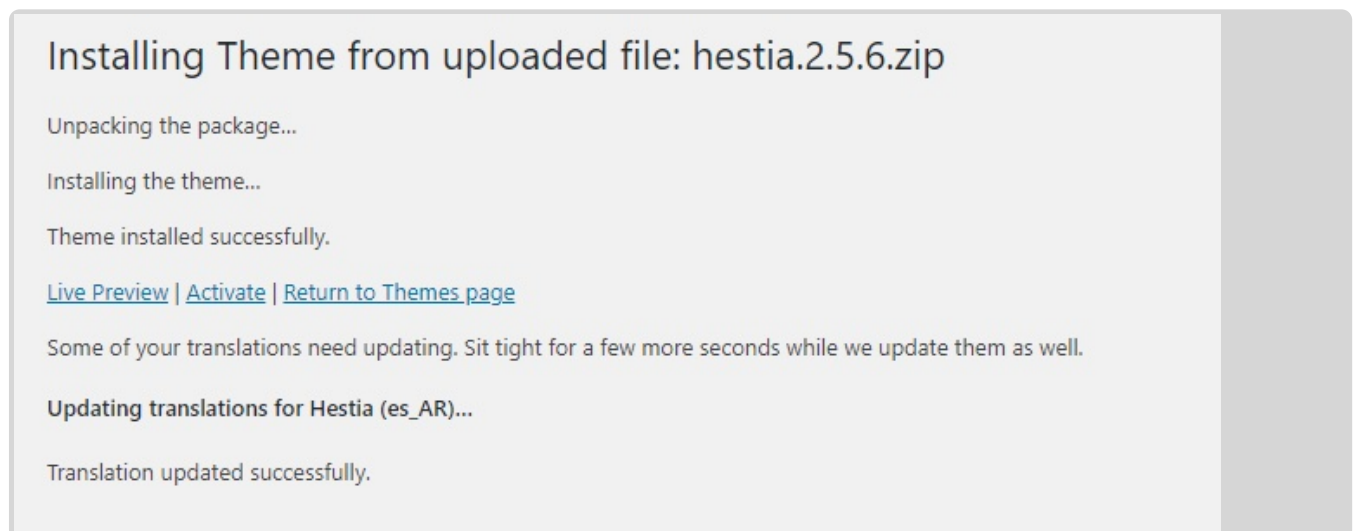 Installing Theme from uploaded file: hestia.2.5.6.zip
Unpacking the package...
Installing the theme...
Theme installed successfully.
Live Preview | Activate | Return to Themes page
Some of your translations need updating. Sit tight for a few more seconds while we update them as well.
Updating translations for Hestia (es_AR)...
Translation updated successfully.